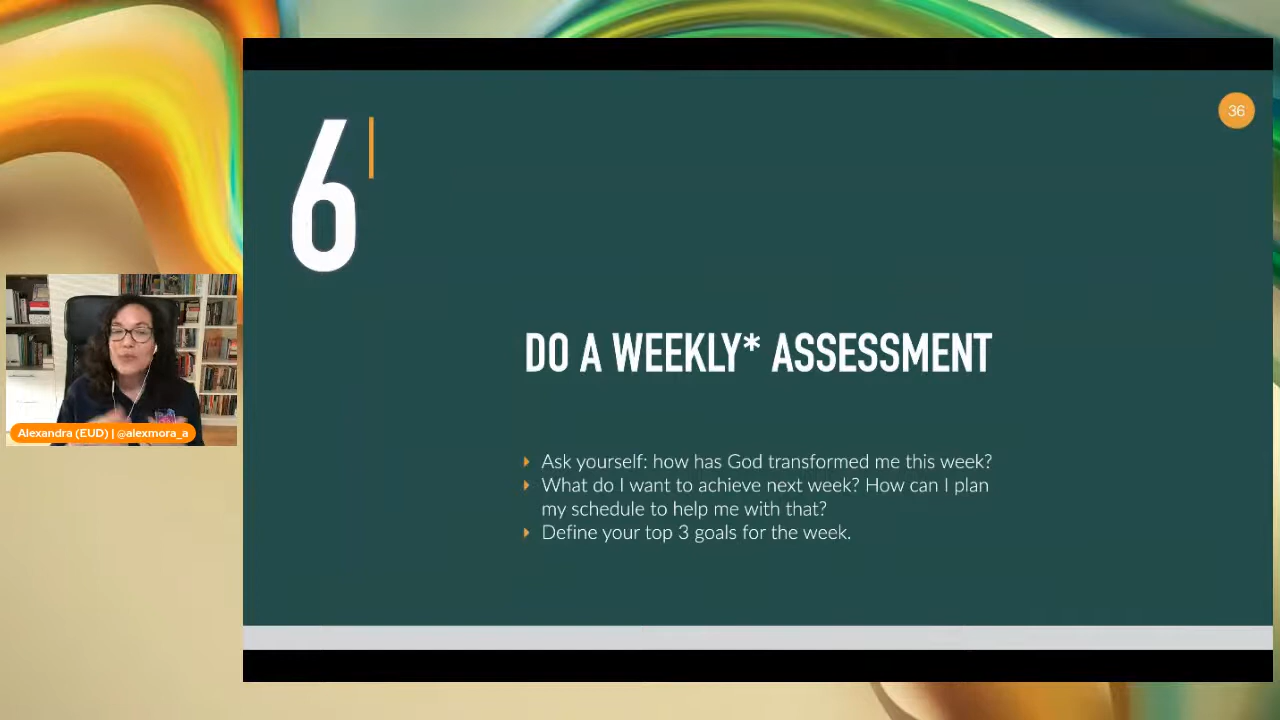 36
6
DO A WEEKLY* ASSESSMENT
Ask yourself: how has God transformed me this week?
What do I want to achieve next week? How can I plan
my schedule to help me with that?
Define your top 3 goals for the week.
Alexandra (EUD) | @alexmora_a